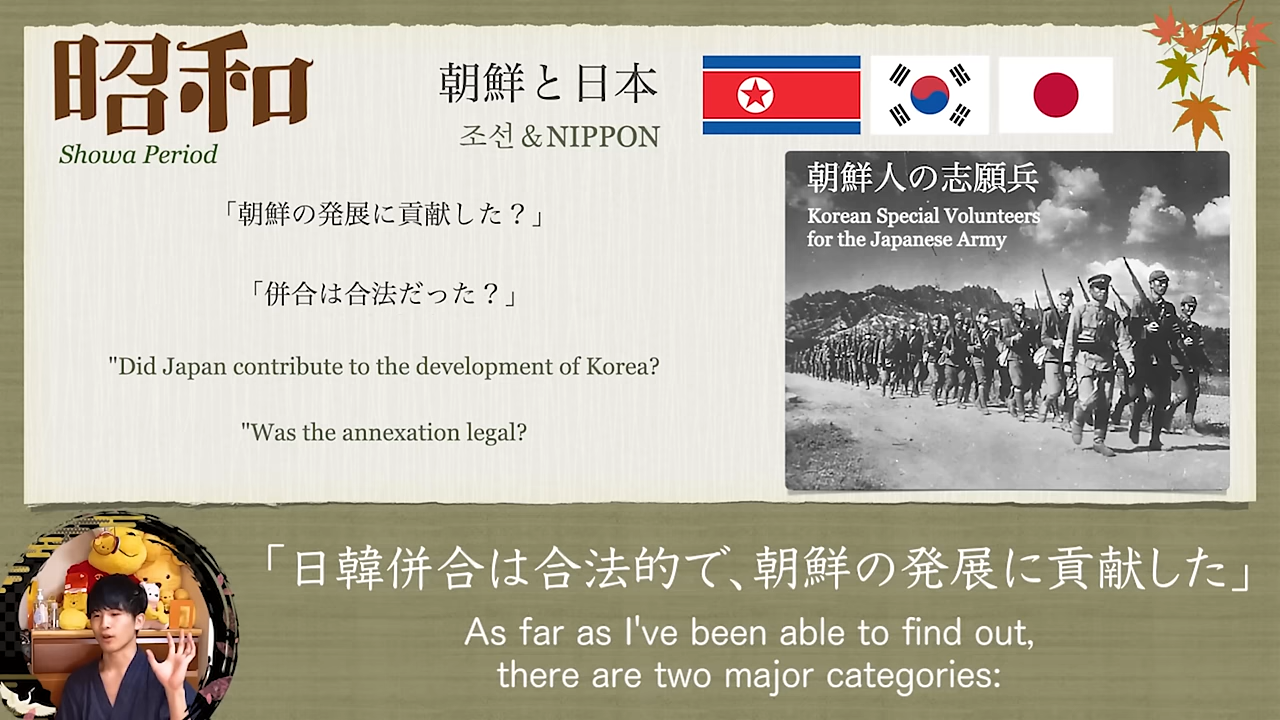 昭和
Showa Period
朝鮮と日本
조선＆NIPPON
「朝鮮の発展に貢献した？」
「併合は合法だった？」
"Did Japan contribute to the development of Korea?
"Was the annexation legal?
朝鮮人の志願兵
Korean Special Volunteers
for the Japanese Army
「日韓併合は合法的で、朝鮮の発展に貢献した」
As far as I've been able to find out,
there are two major categories: